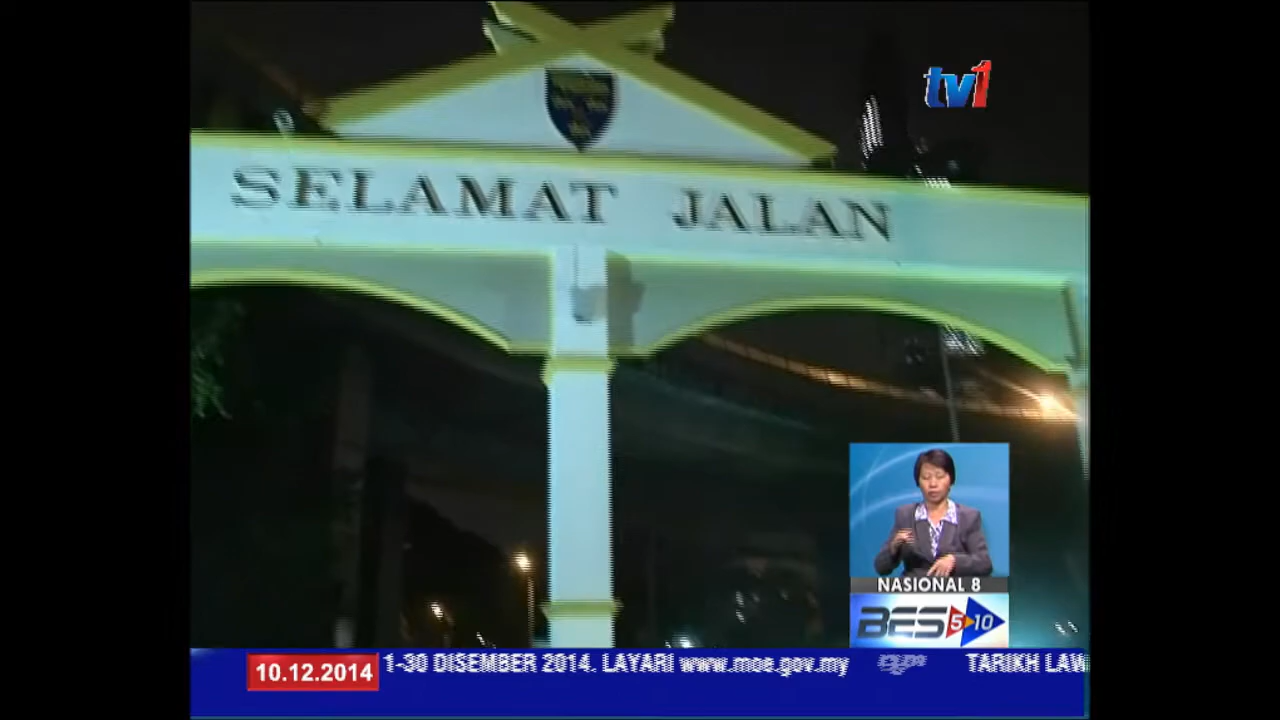 tv1
SELAMAT JALAN
NASIONAL 8
BES 5 10
10.12.2014
1-30 DISEMBER 2014. LAYARI www.moe.gov.my
TARIKH LAW